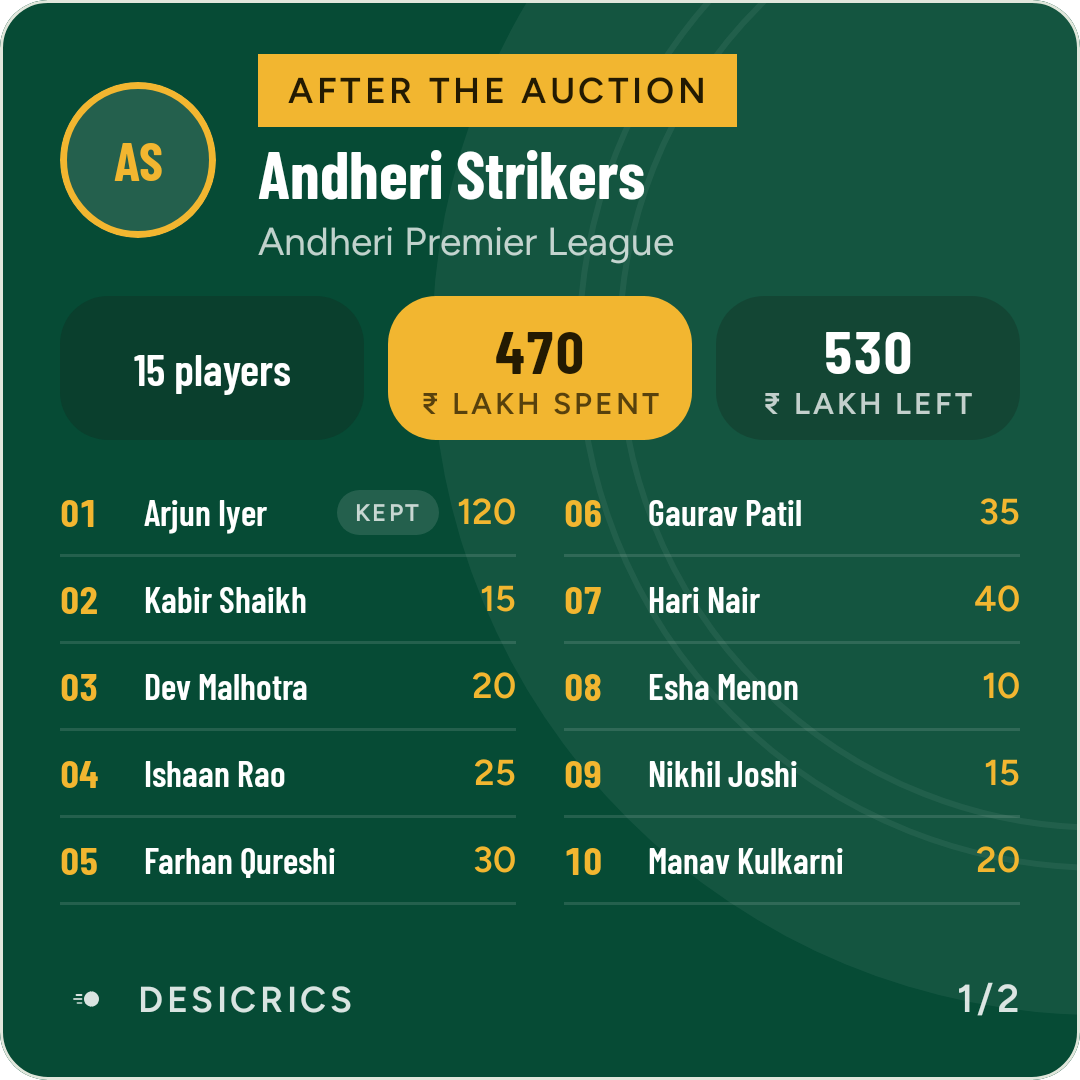 AS
AFTER THE AUCTION
Andheri Strikers
Andheri Premier League
15 players
470
₹ LAKH SPENT
530
₹ LAKH LEFT
01 Arjun Iyer KEPT 120
02 Kabir Shaikh 15
03 Dev Malhotra 20
04 Ishaan Rao 25
05 Farhan Qureshi 30
06 Gaurav Patil 35
07 Hari Nair 40
08 Esha Menon 10
09 Nikhil Joshi 15
10 Manav Kulkarni 20
DESICRICS
1/2